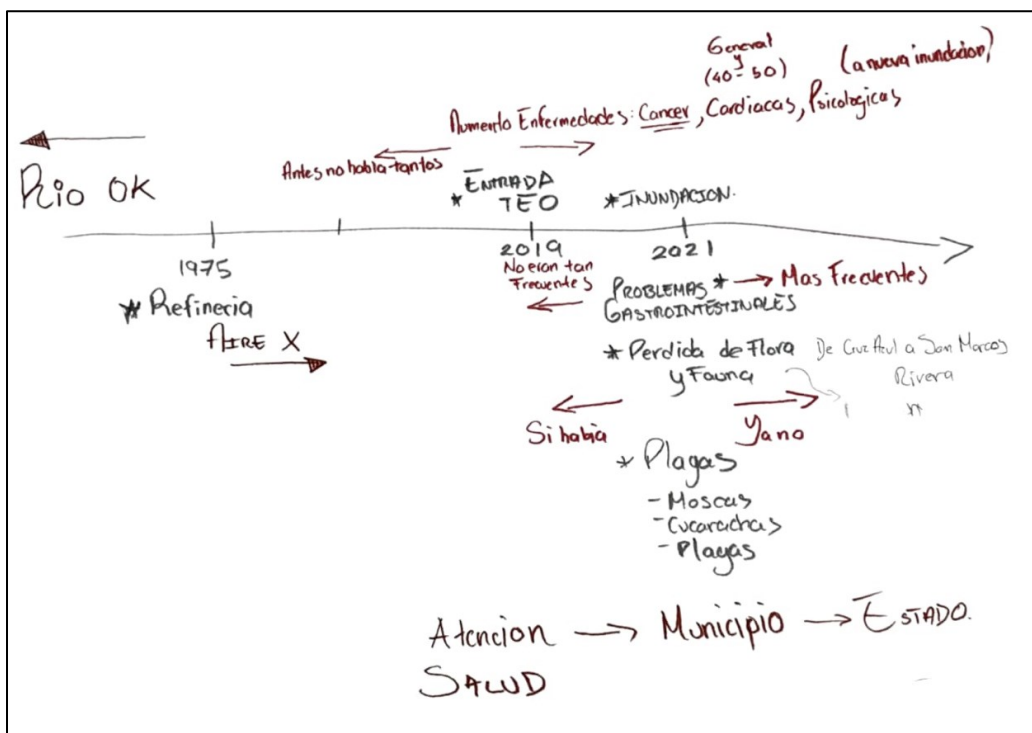 General
y
(40-50)
(a nueva inundacion)
Aumento Enfermedades: Cancer, Cardiacas, Psicologicas
Antes no habia tantos
Rio OK
* ENTRADA
TEO
* INUNDACION.
1975
2019
2021
* Refineria
AIRE X
No eran tan
Frecuentes
PROBLEMAS * → Mas Frecuentes
GASTROINTESTINALES
* Perdida de Flora
y Fauna
De Cruz Azul a San Marcos
Rivera
Si habia
Ya no
* Plagas
- Moscas
- Cucarachas
- Plagas
Atencion → Municipio → ESTADO.
SALUD